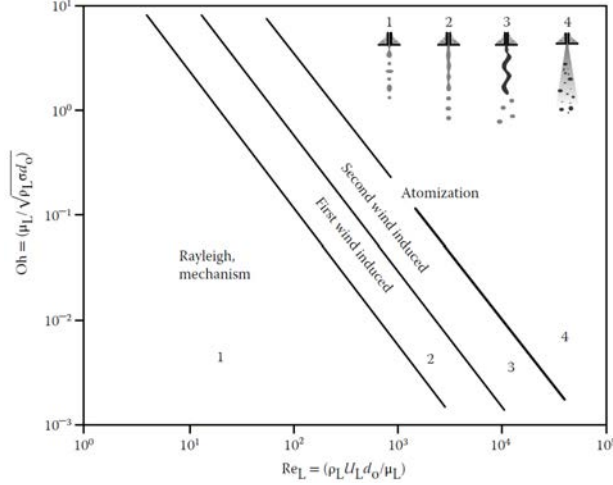 10¹
10⁰
10⁻¹
10⁻²
10⁻³
Oh = (μL/√ρLσdo)
1 2 3 4
Second wind induced
Atomization
First wind induced
Rayleigh,
mechanism
1
2
3
4
10⁰ 10¹ 10² 10³ 10⁴ 10⁵
ReL = (ρLULdo/μL)